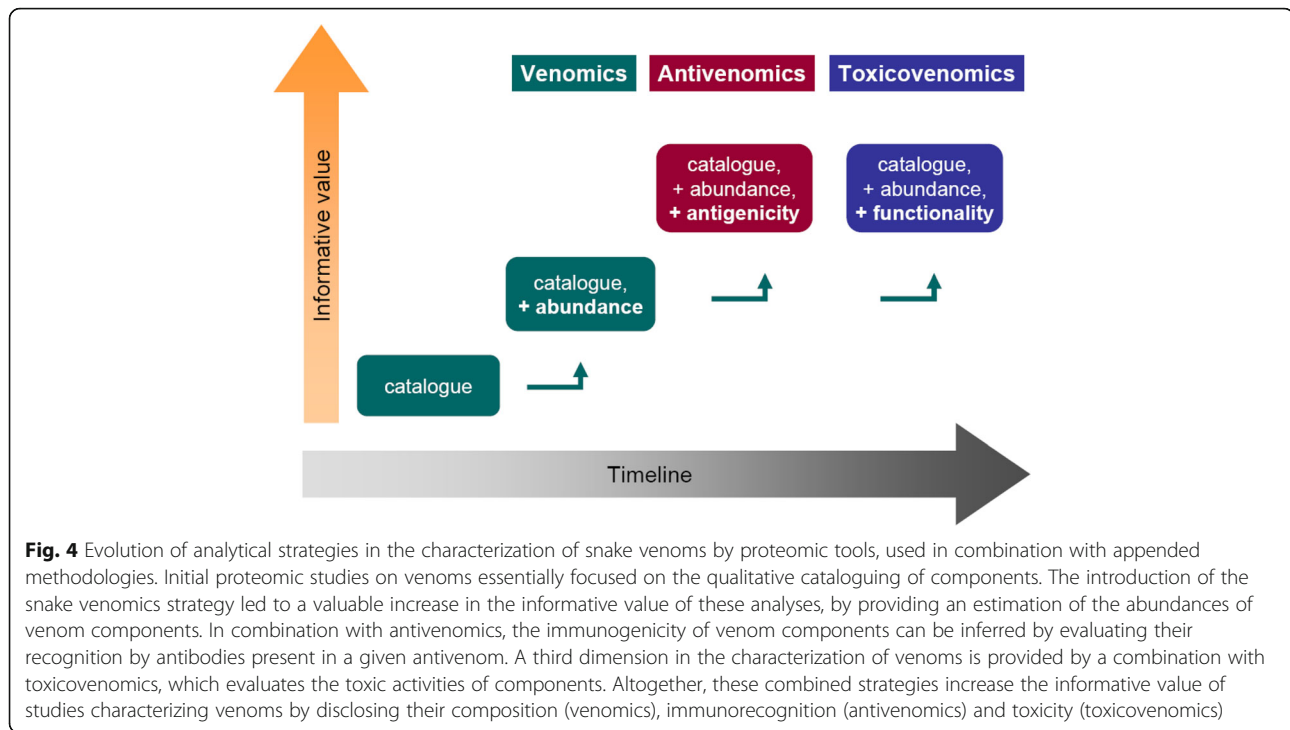 Venomics
Antivenomics
Toxicovenomics
Informative value
catalogue,
+ abundance,
+ antigenicity
catalogue,
+ abundance,
+ functionality
catalogue,
+ abundance
catalogue
Timeline
Fig. 4 Evolution of analytical strategies in the characterization of snake venoms by proteomic tools, used in combination with appended
methodologies. Initial proteomic studies on venoms essentially focused on the qualitative cataloguing of components. The introduction of the
snake venomics strategy led to a valuable increase in the informative value of these analyses, by providing an estimation of the abundances of
venom components. In combination with antivenomics, the immunogenicity of venom components can be inferred by evaluating their
recognition by antibodies present in a given antivenom. A third dimension in the characterization of venoms is provided by a combination with
toxicovenomics, which evaluates the toxic activities of components. Altogether, these combined strategies increase the informative value of
studies characterizing venoms by disclosing their composition (venomics), immunorecognition (antivenomics) and toxicity (toxicovenomics)